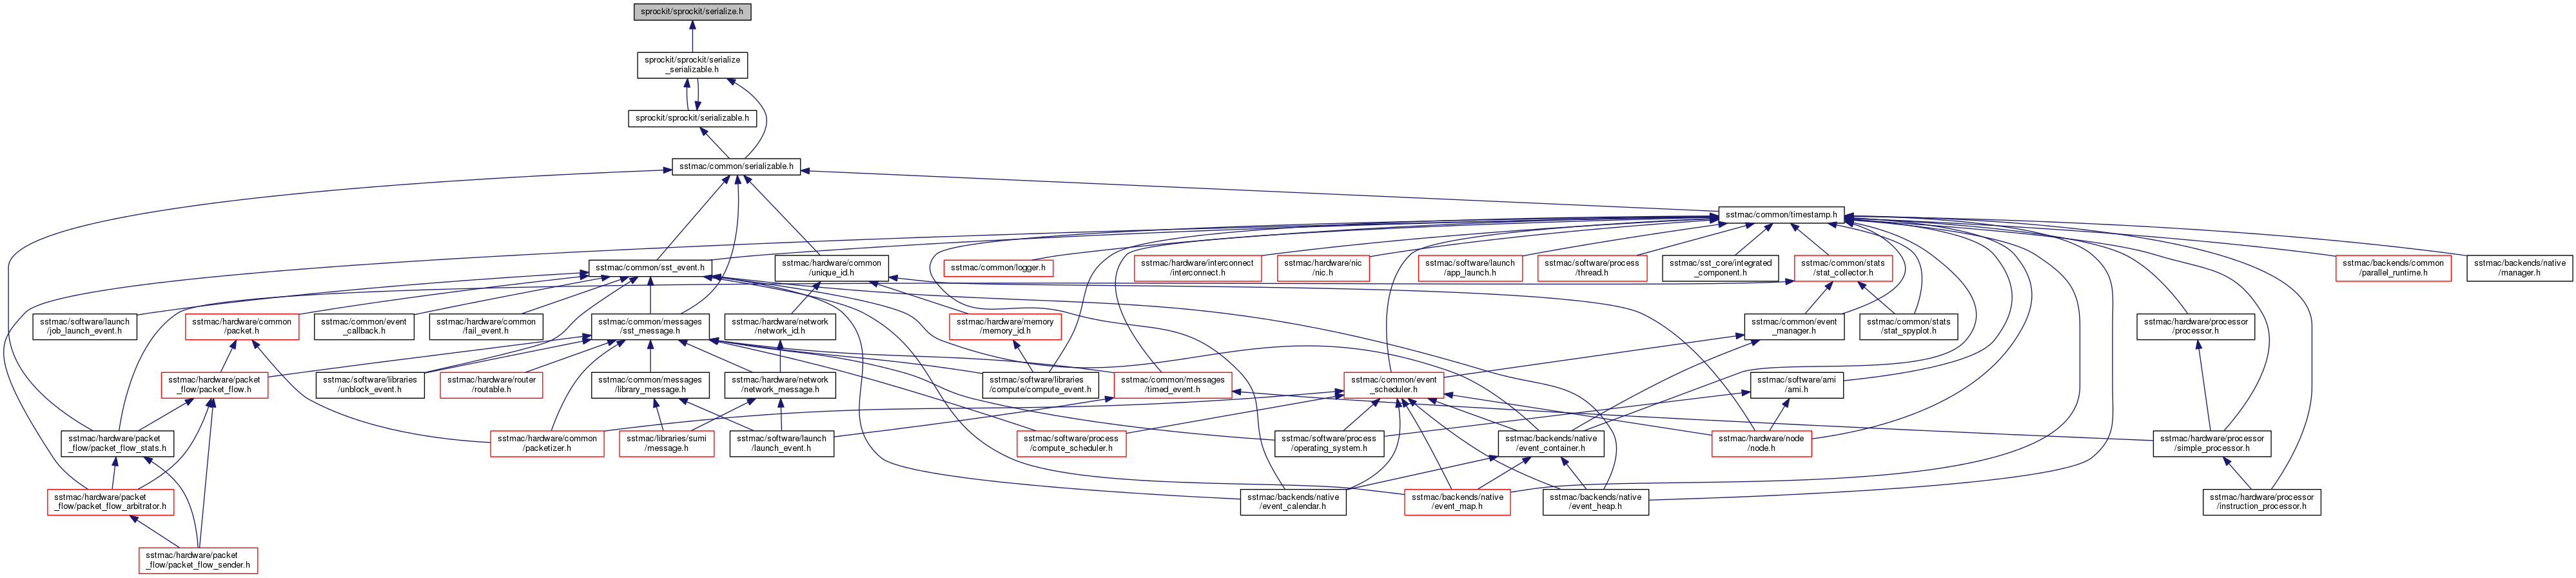 sprockit/sprockit/serialize.h
sprockit/sprockit/serialize
_serializable.h
sprockit/sprockit/serializable.h
sstmac/common/serializable.h
sstmac/common/timestamp.h
sstmac/common/sst_event.h
sstmac/hardware/common
/unique_id.h
sstmac/common/logger.h
sstmac/hardware/interconnect
/interconnect.h
sstmac/hardware/nic
/nic.h
sstmac/software/launch
/app_launch.h
sstmac/software/process
/thread.h
sstmac/sst_core/integrated
_component.h
sstmac/common/stats
/stat_collector.h
sstmac/backends/common
/parallel_runtime.h
sstmac/backends/native
/manager.h
sstmac/software/launch
/job_launch_event.h
sstmac/hardware/common
/packet.h
sstmac/common/event
_callback.h
sstmac/hardware/common
/fail_event.h
sstmac/common/messages
/sst_message.h
sstmac/hardware/network
/network_id.h
sstmac/hardware/memory
/memory_id.h
sstmac/common/event
_manager.h
sstmac/common/stats
/stat_spyplot.h
sstmac/hardware/processor
/processor.h
sstmac/hardware/packet
_flow/packet_flow.h
sstmac/software/libraries
/unblock_event.h
sstmac/hardware/router
/routable.h
sstmac/common/messages
/library_message.h
sstmac/hardware/network
/network_message.h
sstmac/software/libraries
/compute/compute_event.h
sstmac/common/messages
/timed_event.h
sstmac/common/event
_scheduler.h
sstmac/software/ami
/ami.h
sstmac/hardware/packet
_flow/packet_flow_stats.h
sstmac/hardware/common
/packetizer.h
sstmac/libraries/sumi
/message.h
sstmac/software/launch
/launch_event.h
sstmac/software/process
/compute_scheduler.h
sstmac/software/process
/operating_system.h
sstmac/backends/native
/event_container.h
sstmac/hardware/node
/node.h
sstmac/hardware/processor
/simple_processor.h
sstmac/hardware/packet
_flow/packet_flow_arbitrator.h
sstmac/backends/native
/event_calendar.h
sstmac/backends/native
/event_map.h
sstmac/backends/native
/event_heap.h
sstmac/hardware/processor
/instruction_processor.h
sstmac/hardware/packet
_flow/packet_flow_sender.h